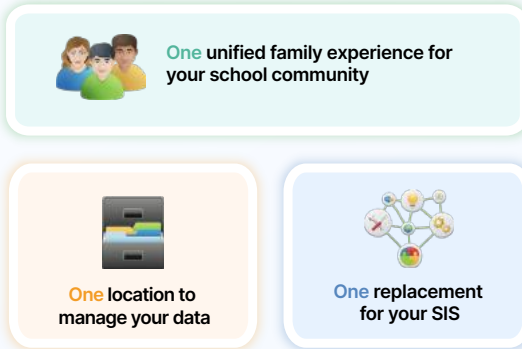 One unified family experience for
your school community
One location to
manage your data
One replacement
for your SIS